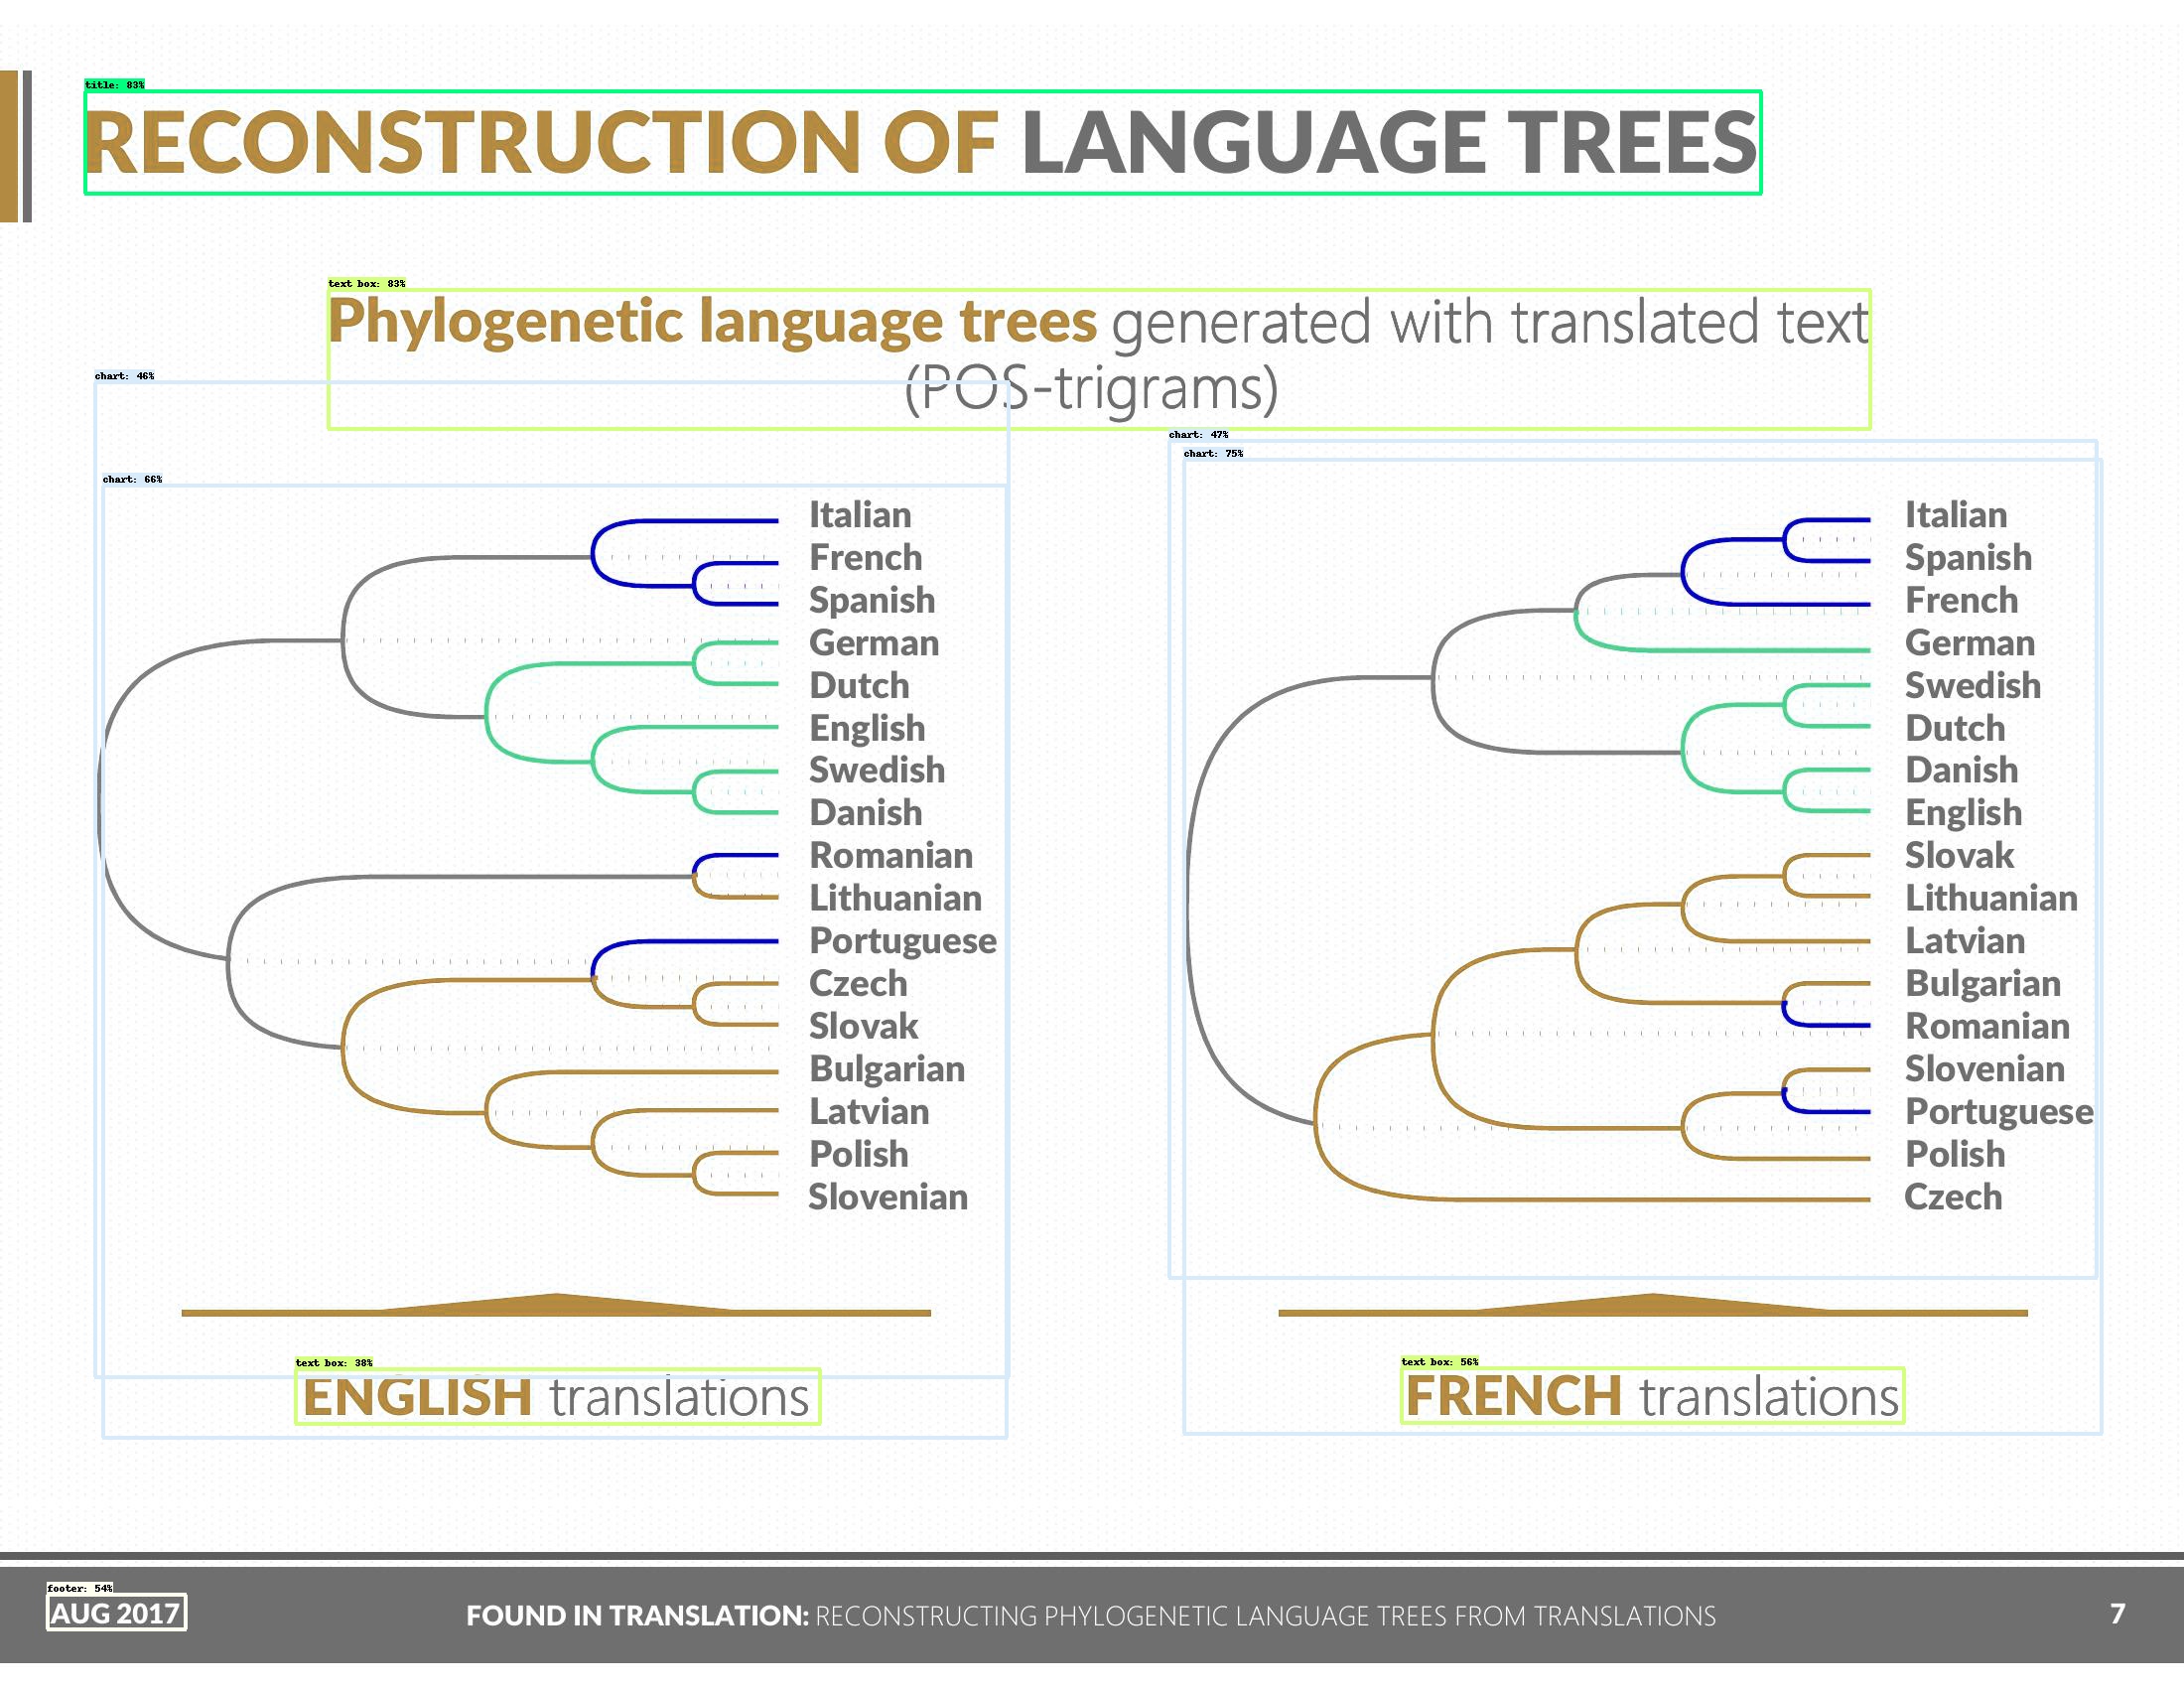 title: 83%
RECONSTRUCTION OF LANGUAGE TREES
text box: 83%
Phylogenetic language trees generated with translated text
(POS-trigrams)
chart: 46%
chart: 66%
Italian
French
Spanish
German
Dutch
English
Swedish
Danish
Romanian
Lithuanian
Portuguese
Czech
Slovak
Bulgarian
Latvian
Polish
Slovenian
text box: 38%
ENGLISH translations
chart: 47%
chart: 75%
Italian
Spanish
French
German
Swedish
Dutch
Danish
English
Slovak
Lithuanian
Latvian
Bulgarian
Romanian
Slovenian
Portuguese
Polish
Czech
text box: 56%
FRENCH translations
footer: 54%
AUG 2017
FOUND IN TRANSLATION: RECONSTRUCTING PHYLOGENETIC LANGUAGE TREES FROM TRANSLATIONS
7